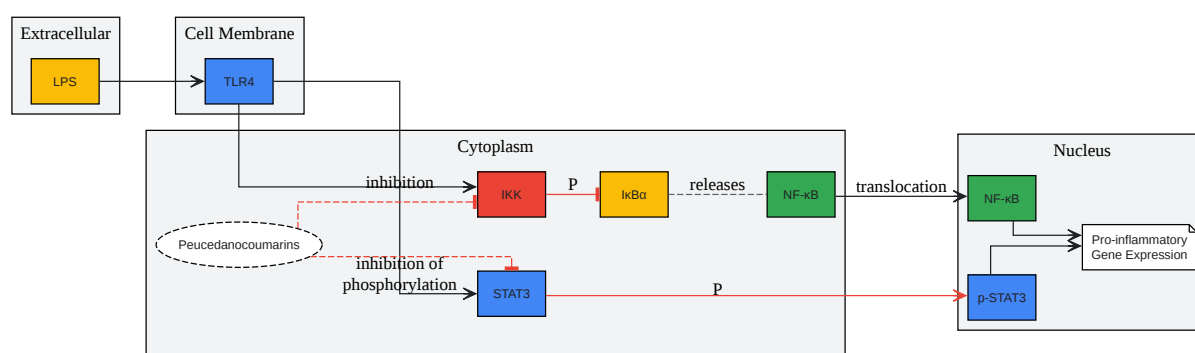 Extracellular
Cell Membrane
LPS
TLR4
Cytoplasm
Nucleus
inhibition
IKK
P
IκBα
releases
NF-κB
translocation
NF-κB
Peucedanocoumarins
Pro-inflammatory
Gene Expression
inhibition of
phosphorylation
STAT3
P
p-STAT3